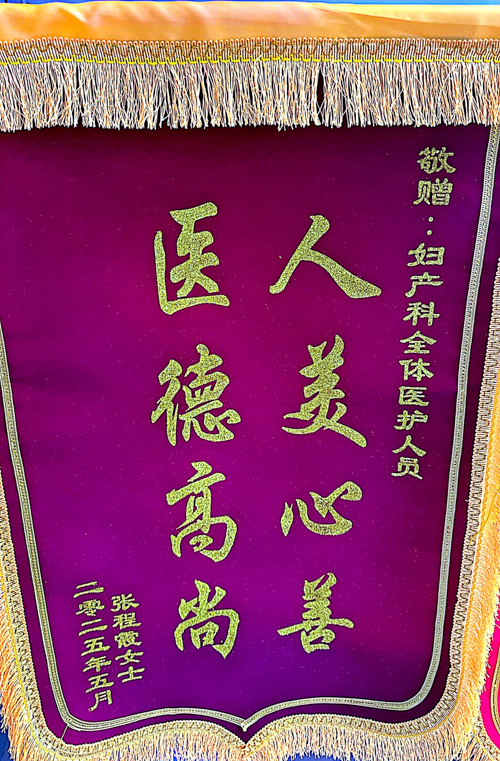 敬赠：妇产科全体医护人员
人美心善
医德高尚
张程霞女士
二零二五年五月